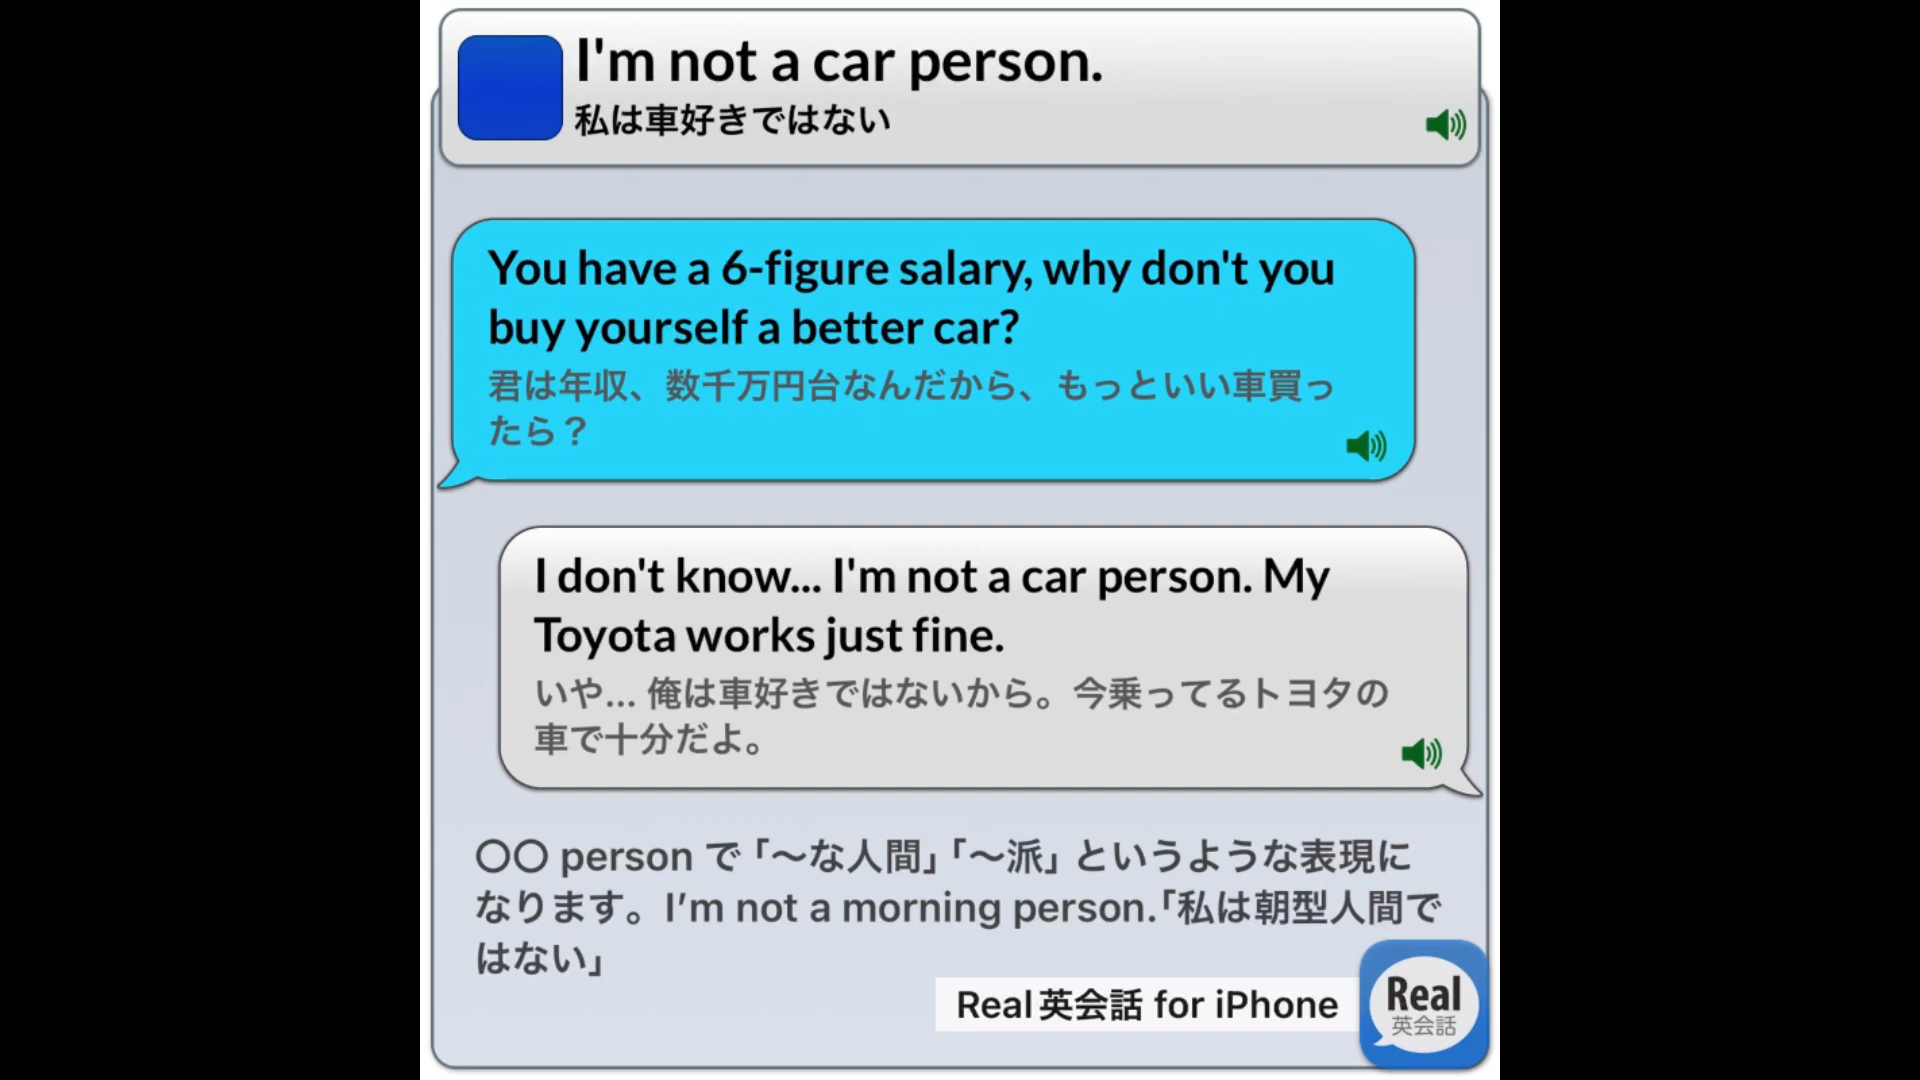 I'm not a car person.
私は車好きではない
You have a 6-figure salary, why don't you
buy yourself a better car?
君は年収、数千万円台なんだから、もっといい車買っ
たら？
I don't know... I'm not a car person. My
Toyota works just fine.
いや... 俺は車好きではないから。今乗ってるトヨタの
車で十分だよ。
〇〇 person で「〜な人間」「〜派」というような表現に
なります。I’m not a morning person.「私は朝型人間で
はない」
Real英会話 for iPhone
Real
英会話